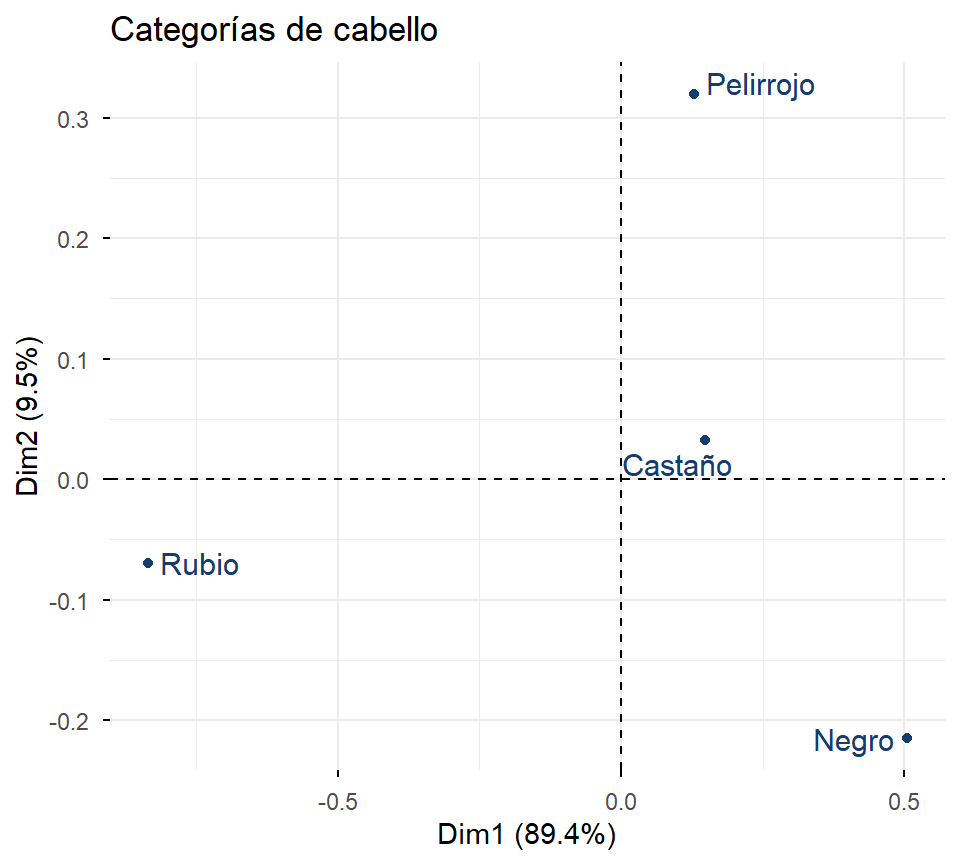 Categorías de cabello
Pelirrojo
0.3
0.2
0.1
Castaño
0.0
Rubio
-0.1
-0.2
Negro
-0.5
0.0
0.5
Dim1 (89.4%)
Dim2 (9.5%)